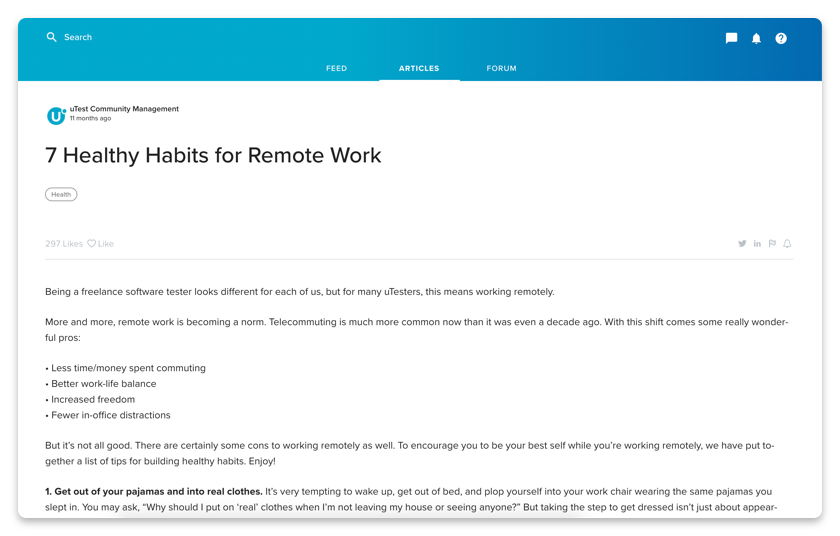 Search
FEED
ARTICLES
FORUM
uTest Community Management
11 months ago
7 Healthy Habits for Remote Work
Health
297 Likes Like
Being a freelance software tester looks different for each of us, but for many uTesters, this means working remotely.
More and more, remote work is becoming a norm. Telecommuting is much more common now than it was even a decade ago. With this shift comes some really wonder-
ful pros:
• Less time/money spent commuting
• Better work-life balance
• Increased freedom
• Fewer in-office distractions
But it’s not all good. There are certainly some cons to working remotely as well. To encourage you to be your best self while you’re working remotely, we have put to-
gether a list of tips for building healthy habits. Enjoy!
1. Get out of your pajamas and into real clothes. It’s very tempting to wake up, get out of bed, and plop yourself into your work chair wearing the same pajamas you
slept in. You may ask, “Why should I put on ‘real’ clothes when I’m not leaving my house or seeing anyone?” But taking the step to get dressed isn’t just about appear-